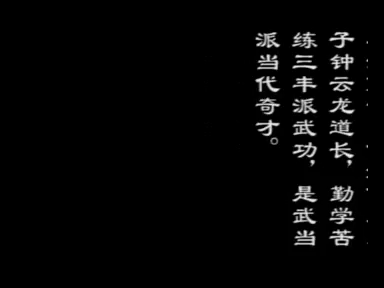 子钟云龙道长，勤学苦
练三丰派武功，是武当
派当代奇才。